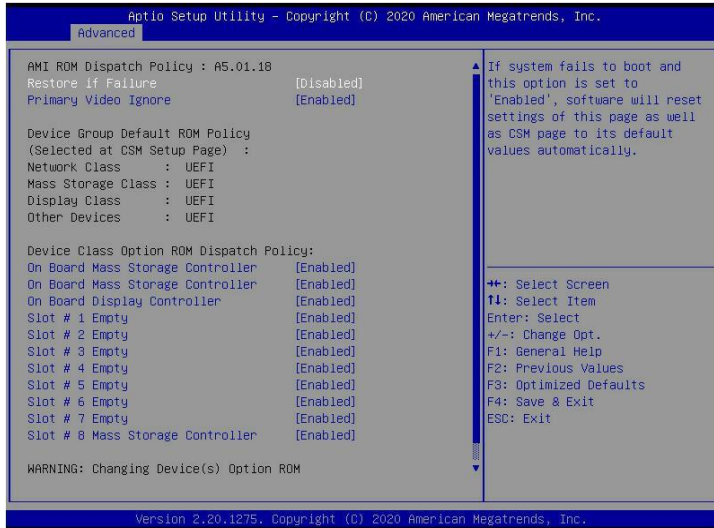 Aptio Setup Utility – Copyright (C) 2020 American Megatrends, Inc.
Advanced
AMI ROM Dispatch Policy : A5.01.18
Restore if Failure [Disabled]
Primary Video Ignore [Enabled]
Device Group Default ROM Policy
(Selected at CSM Setup Page) :
Network Class : UEFI
Mass Storage Class : UEFI
Display Class : UEFI
Other Devices : UEFI
Device Class Option ROM Dispatch Policy:
On Board Mass Storage Controller [Enabled]
On Board Mass Storage Controller [Enabled]
On Board Display Controller [Enabled]
Slot # 1 Empty [Enabled]
Slot # 2 Empty [Enabled]
Slot # 3 Empty [Enabled]
Slot # 4 Empty [Enabled]
Slot # 5 Empty [Enabled]
Slot # 6 Empty [Enabled]
Slot # 7 Empty [Enabled]
Slot # 8 Mass Storage Controller [Enabled]
WARNING: Changing Device(s) Option ROM
If system fails to boot and
this option is set to
'Enabled', software will reset
settings of this page as well
as CSM page to its default
values automatically.
→←: Select Screen
↑↓: Select Item
Enter: Select
+/-: Change Opt.
F1: General Help
F2: Previous Values
F3: Optimized Defaults
F4: Save & Exit
ESC: Exit
Version 2.20.1275. Copyright (C) 2020 American Megatrends, Inc.